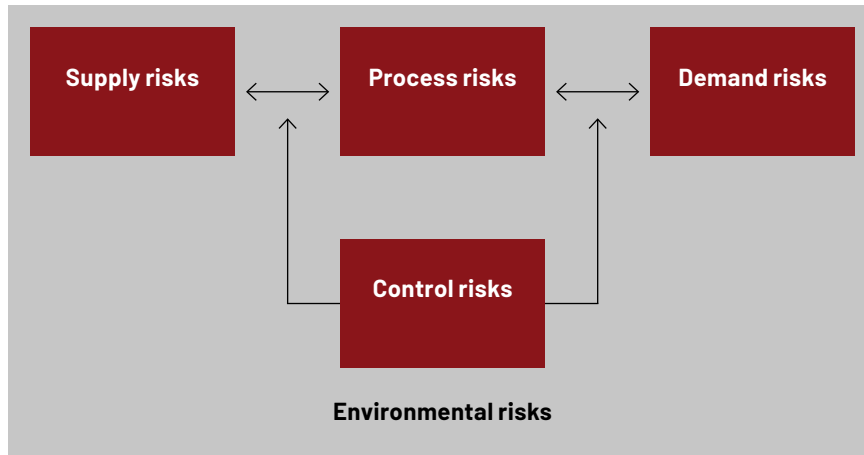 Supply risks
Process risks
Demand risks
Control risks
Environmental risks